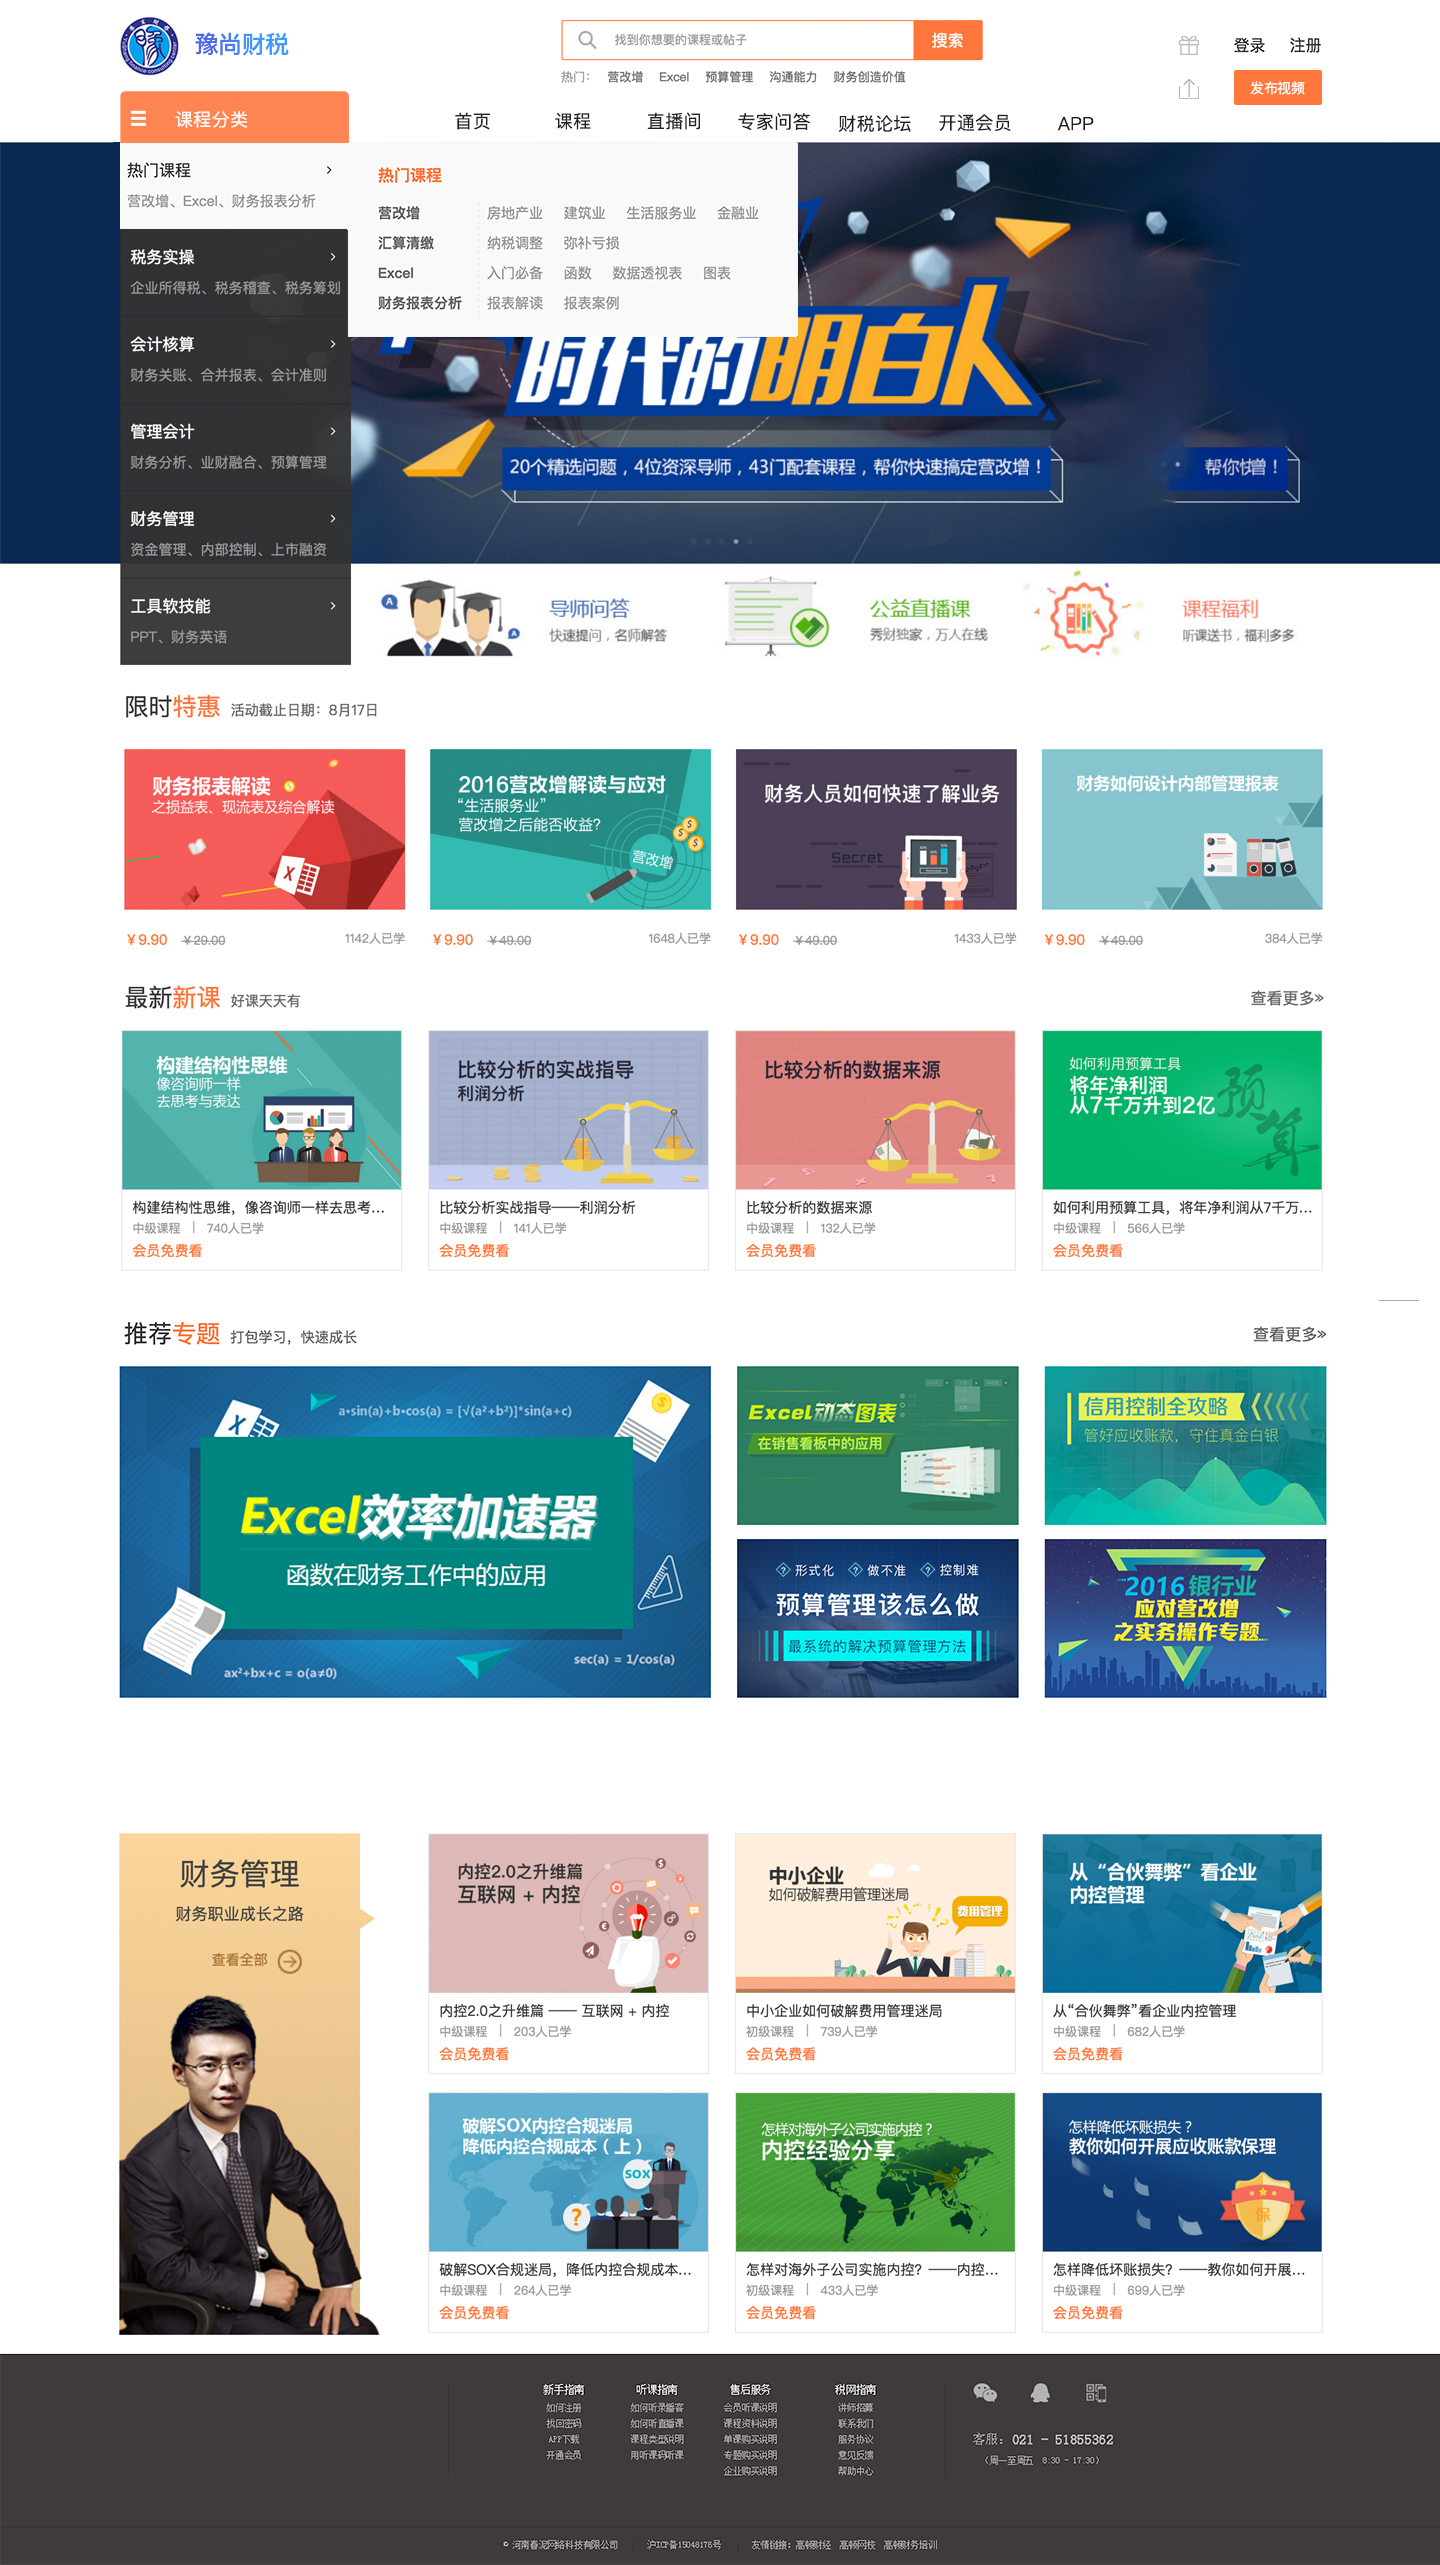 豫尚财税
找到你想要的课程或帖子
搜索
登录 注册
热门： 营改增 Excel 预算管理 沟通能力 财务创造价值
发布视频
课程分类
首页 课程 直播间 专家问答 财税论坛 开通会员 APP
热门课程
营改增、Excel、财务报表分析
税务实操
企业所得税、税务稽查、税务筹划
会计核算
财务关账、合并报表、会计准则
管理会计
财务分析、业财融合、预算管理
财务管理
资金管理、内部控制、上市融资
工具软技能
PPT、财务英语
热门课程
营改增 房地产业 建筑业 生活服务业 金融业
汇算清缴 纳税调整 弥补亏损
Excel 入门必备 函数 数据透视表 图表
财务报表分析 报表解读 报表案例
时代的明白人
20个精选问题，4位资深导师，43门配套课程，帮你快速搞定营改增！
帮你快增！
导师问答
快速提问，名师解答
公益直播课
秀财独家，万人在线
课程福利
听课送书，福利多多
限时特惠 活动截止日期：8月17日
财务报表解读
之损益表、现流表及综合解读
2016营改增解读与应对
“生活服务业”
营改增之后能否收益?
营改增
财务人员如何快速了解业务
Secret
财务如何设计内部管理报表
￥9.90 ￥29.00 1142人已学
￥9.90 ￥49.00 1648人已学
￥9.90 ￥49.00 1433人已学
￥9.90 ￥49.00 384人已学
最新新课 好课天天有
查看更多»
构建结构性思维
像咨询师一样
去思考与表达
比较分析的实战指导
利润分析
比较分析的数据来源
如何利用预算工具
将年净利润
从7千万升到2亿
预算
构建结构性思维，像咨询师一样去思考...
中级课程 | 740人已学
会员免费看
比较分析实战指导——利润分析
中级课程 | 141人已学
会员免费看
比较分析的数据来源
中级课程 | 132人已学
会员免费看
如何利用预算工具，将年净利润从7千万...
中级课程 | 566人已学
会员免费看
推荐专题 打包学习，快速成长
查看更多»
a•sin(a)+b•cos(a) = [√(a²+b²)]*sin(a+c)
Excel效率加速器
函数在财务工作中的应用
ax²+bx+c = o(a≠0)
sec(a) = 1/cos(a)
Excel动态图表
在销售看板中的应用
信用控制全攻略
管好应收账款，守住真金白银
形式化 做不准 控制难
预算管理该怎么做
最系统的解决预算管理方法
2016银行业
应对营改增
之实务操作专题
财务管理
财务职业成长之路
查看全部
内控2.0之升维篇
互联网 + 内控
中小企业
如何破解费用管理迷局
费用管理
从“合伙舞弊”看企业
内控管理
内控2.0之升维篇 —— 互联网 + 内控
中级课程 | 203人已学
会员免费看
中小企业如何破解费用管理迷局
初级课程 | 739人已学
会员免费看
从“合伙舞弊”看企业内控管理
中级课程 | 682人已学
会员免费看
破解SOX内控合规迷局
降低内控合规成本（上）
SOX
?
怎样对海外子公司实施内控？
内控经验分享
怎样降低坏账损失？
教你如何开展应收账款保理
保
破解SOX合规迷局，降低内控合规成本...
中级课程 | 264人已学
会员免费看
怎样对海外子公司实施内控？——内控...
初级课程 | 433人已学
会员免费看
怎样降低坏账损失？——教你如何开展...
中级课程 | 699人已学
会员免费看
新手指南
如何注册
找回密码
APP下载
开通会员
听课指南
如何听录播客
如何听直播课
课程类型说明
用听课码听课
售后服务
会员听课说明
课程资料说明
单课购买说明
专题购买说明
企业购买说明
税网指南
讲师招募
联系我们
服务协议
意见反馈
帮助中心
客服：021 - 51855362
（周一至周五 8:30 - 17:30）
© 河南春泥网络科技有限公司 沪ICP备15048176号 友情链接：高顿财经 高顿网校 高顿财务培训